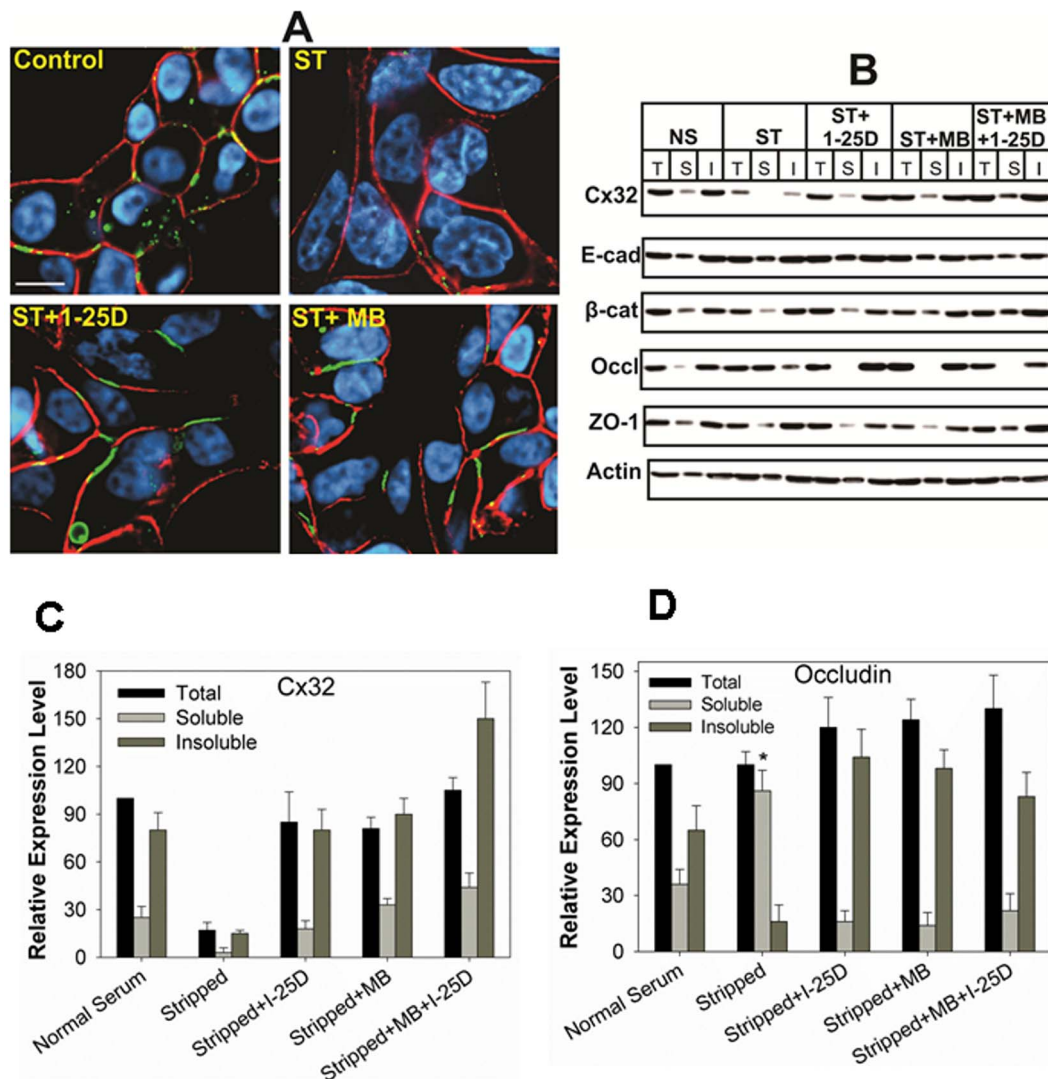 A
Control
ST
ST+1-25D
ST+ MB
B
NS ST ST+ 1-25D ST+MB ST+MB +1-25D
T S I T S I T S I T S I T S I
Cx32
E-cad
β-cat
Occl
ZO-1
Actin
C
Cx32
Total
Soluble
Insoluble
Relative Expression Level
180
150
120
90
60
30
0
Normal Serum
Stripped
Stripped+I-25D
Stripped+MB
Stripped+MB+I-25D
D
Occludin
Total
Soluble
Insoluble
*
Relative Expression Level
150
120
90
60
30
0
Normal Serum
Stripped
Stripped+I-25D
Stripped+MB
Stripped+MB+I-25D